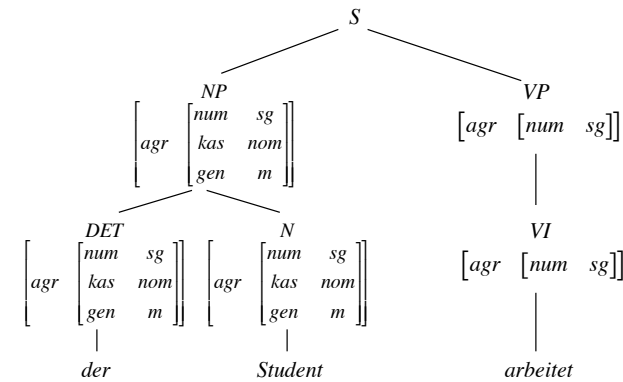 S
NP
[agr [num sg
kas nom
gen m]]
VP
[agr [num sg]]
DET
[agr [num sg
kas nom
gen m]]
N
[agr [num sg
kas nom
gen m]]
VI
[agr [num sg]]
der Student arbeitet